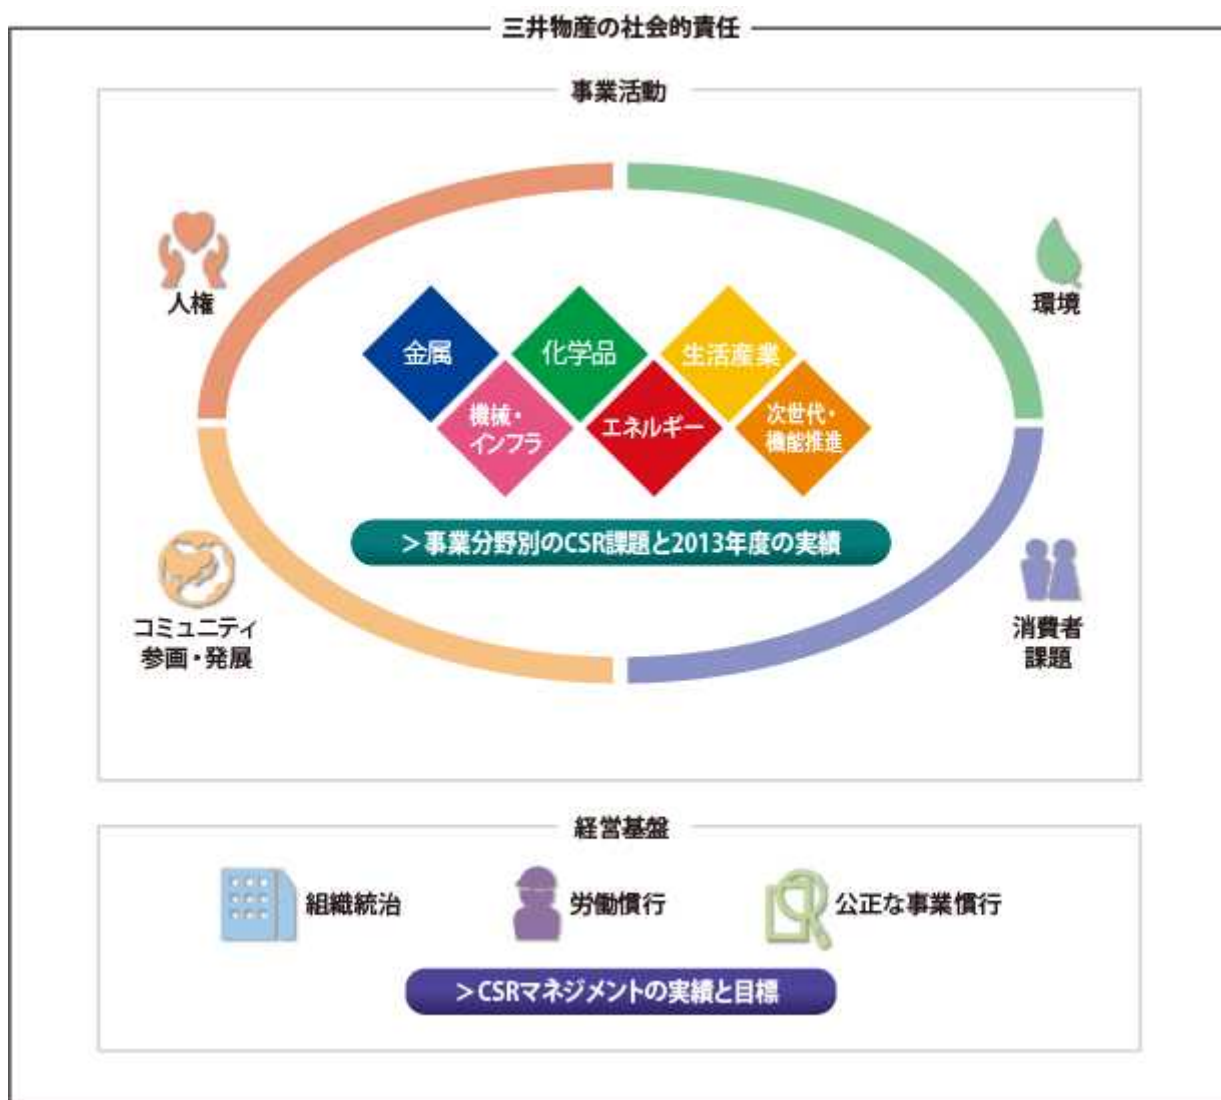 三井物産の社会的責任
事業活動
人権
環境
金属
化学品
生活産業
機械・
インフラ
エネルギー
次世代・
機能推進
>事業分野別のCSR課題と2013年度の実績
コミュニティ
参画・発展
消費者
課題
経営基盤
組織統治
労働慣行
公正な事業慣行
>CSRマネジメントの実績と目標